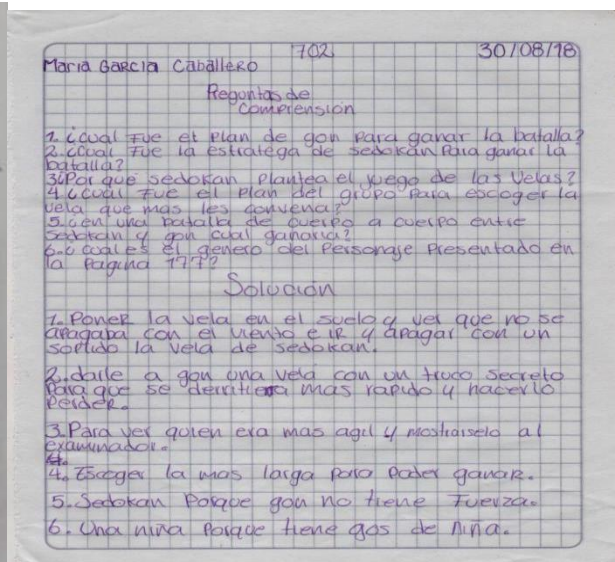 702 30/08/18
Maria Garcia Caballero
Preguntas de
Comprension
1. ¿cual fue el plan de gon para ganar la batalla?
2. ¿cual fue la estratega de sedokan para ganar la
batalla?
3. ¿Por qué sedokan plantea el juego de las velas?
4. ¿cual fue el plan del grupo para escoger la
vela que mas les convena?
5. ¿en una batalla de cuerpo a cuerpo entre
sedokan y gon cual ganaria?
6. ¿cual es el genero del Personaje Presentado en
la Pagina 177?
Solucion
1. Poner la vela en el suelo y ver que no se
apagaba con el viento e ir y apagar con un
soplido la vela de sedokan.
2. darle a gon una vela con un truco secreto
Para que se derritiera mas rapido y hacerlo
perder.
3. Para ver quien era mas agil y mostrarselo al
examinador.
4.
4. Escoger la mas larga para poder ganar.
5. Sedokan Porque gon no tiene Fuerza.
6. Una niña Porque tiene gos de niña.